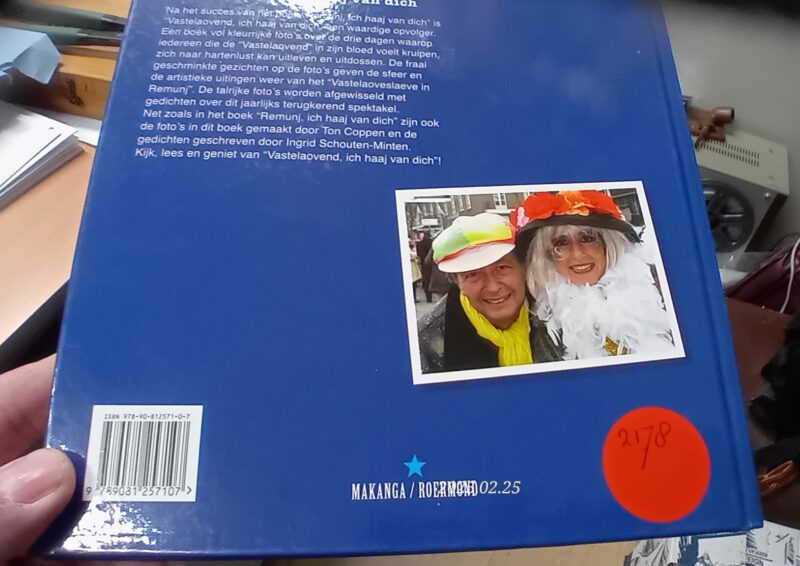 van dich
"Na het succes van het boek "Remunj, ich haaj van dich" is
"Vastelaovend, ich haaj van dich" een waardige opvolger.
Een boek vol kleurrijke foto's over de drie dagen waarop
iedereen die de "Vastelaovend" in zijn bloed voelt kruipen,
zich naar hartenlust kan uitleven en uitdossen. De fraai
geschminkte gezichten op de foto's geven de sfeer en
de artistieke uitingen weer van het "Vastelaoveslaeve in
Remunj". De talrijke foto's worden afgewisseld met
gedichten over dit jaarlijks terugkerend spektakel.
Net zoals in het boek "Remunj, ich haaj van dich" zijn ook
de foto's in dit boek gemaakt door Ton Coppen en de
gedichten geschreven door Ingrid Schouten-Minten.
Kijk, lees en geniet van "Vastelaovend, ich haaj van dich"!
ISBN 978-90-812571-0-7
9 789081 257107 >
MAKANGA / ROERMOND
02.25
2178